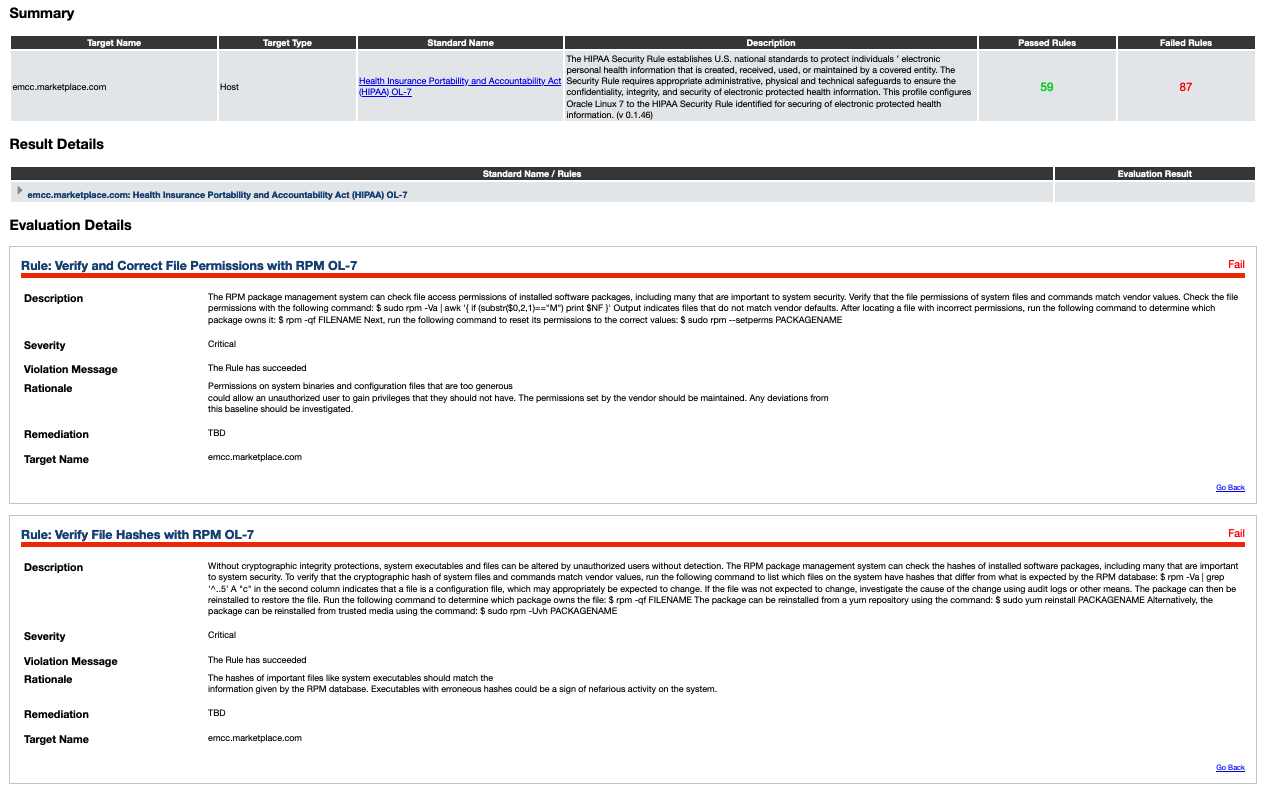 Summary
Target Name Target Type Standard Name Description Passed Rules Failed Rules
emcc.marketplace.com Host Health Insurance Portability and Accountability Act (HIPAA) OL-7 The HIPAA Security Rule establishes U.S. national standards to protect individuals ’ electronic
personal health information that is created, received, used, or maintained by a covered entity. The
Security Rule requires appropriate administrative, physical and technical safeguards to ensure the
confidentiality, integrity, and security of electronic protected health information. This profile configures
Oracle Linux 7 to the HIPAA Security Rule identified for securing of electronic protected health
information. (v 0.1.46)
59 87
Result Details
Standard Name / Rules Evaluation Result
emcc.marketplace.com: Health Insurance Portability and Accountability Act (HIPAA) OL-7
Evaluation Details
Rule: Verify and Correct File Permissions with RPM OL-7 Fail
Description The RPM package management system can check file access permissions of installed software packages, including many that are important to system security. Verify that the file permissions of system files and commands match vendor values. Check the file
permissions with the following command: $ sudo rpm -Va | awk '{ if (substr($0,2,1)=="M") print $NF }' Output indicates files that do not match vendor defaults. After locating a file with incorrect permissions, run the following command to determine which
package owns it: $ rpm -qf FILENAME Next, run the following command to reset its permissions to the correct values: $ sudo rpm --setperms PACKAGENAME
Severity Critical
Violation Message The Rule has succeeded
Rationale Permissions on system binaries and configuration files that are too generous
could allow an unauthorized user to gain privileges that they should not have. The permissions set by the vendor should be maintained. Any deviations from
this baseline should be investigated.
Remediation TBD
Target Name emcc.marketplace.com
Go Back
Rule: Verify File Hashes with RPM OL-7 Fail
Description Without cryptographic integrity protections, system executables and files can be altered by unauthorized users without detection. The RPM package management system can check the hashes of installed software packages, including many that are important
to system security. To verify that the cryptographic hash of system files and commands match vendor values, run the following command to list which files on the system have hashes that differ from what is expected by the RPM database: $ rpm -Va | grep
'^..5' A "c" in the second column indicates that a file is a configuration file, which may appropriately be expected to change. If the file was not expected to change, investigate the cause of the change using audit logs or other means. The package can then be
reinstalled to restore the file. Run the following command to determine which package owns the file: $ rpm -qf FILENAME The package can be reinstalled from a yum repository using the command: $ sudo yum reinstall PACKAGENAME Alternatively, the
package can be reinstalled from trusted media using the command: $ sudo rpm -Uvh PACKAGENAME
Severity Critical
Violation Message The Rule has succeeded
Rationale The hashes of important files like system executables should match the
information given by the RPM database. Executables with erroneous hashes could be a sign of nefarious activity on the system.
Remediation TBD
Target Name emcc.marketplace.com
Go Back